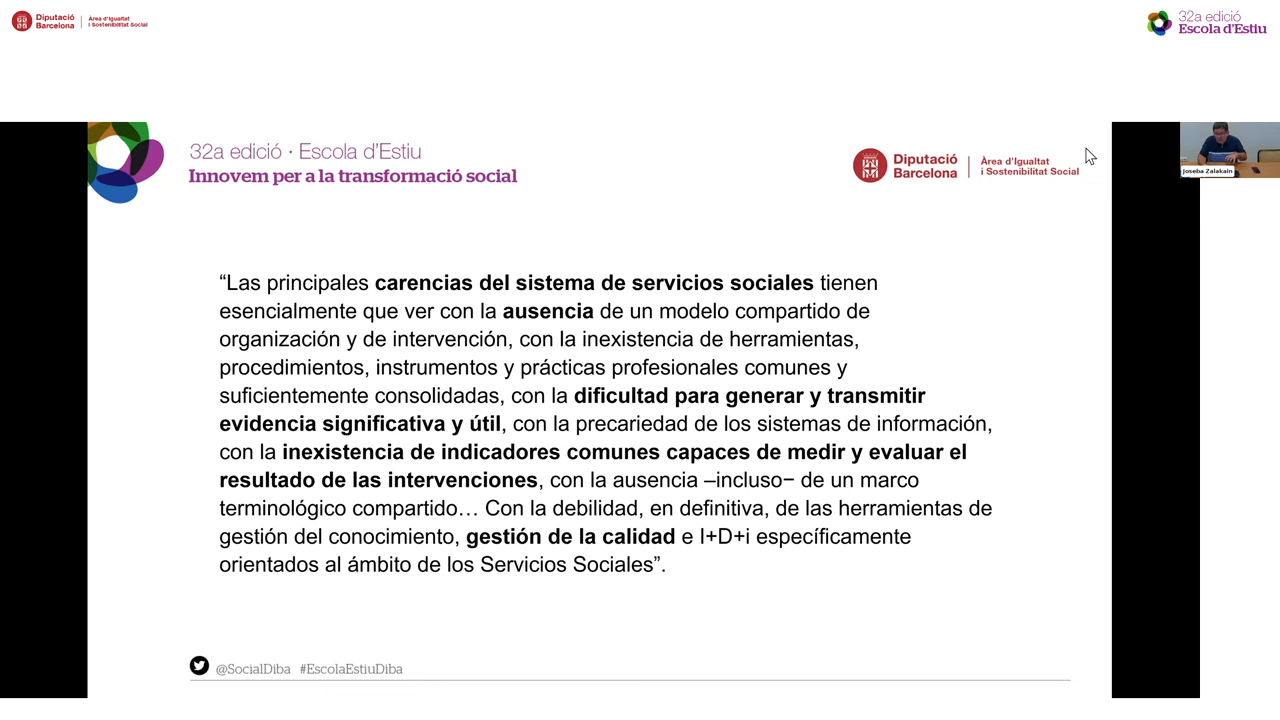 Diputació
Barcelona
Àrea d'Igualtat
i Sostenibilitat Social
32a edició
Escola d'Estiu
32a edició · Escola d'Estiu
Innovem per a la transformació social
Diputació
Barcelona
Àrea d'Igualtat
i Sostenibilitat Social
Joseba Zalakain
“Las principales carencias del sistema de servicios sociales tienen
esencialmente que ver con la ausencia de un modelo compartido de
organización y de intervención, con la inexistencia de herramientas,
procedimientos, instrumentos y prácticas profesionales comunes y
suficientemente consolidadas, con la dificultad para generar y transmitir
evidencia significativa y útil, con la precariedad de los sistemas de información,
con la inexistencia de indicadores comunes capaces de medir y evaluar el
resultado de las intervenciones, con la ausencia –incluso− de un marco
terminológico compartido… Con la debilidad, en definitiva, de las herramientas de
gestión del conocimiento, gestión de la calidad e I+D+i específicamente
orientados al ámbito de los Servicios Sociales”.
@SocialDiba #EscolaEstiuDiba